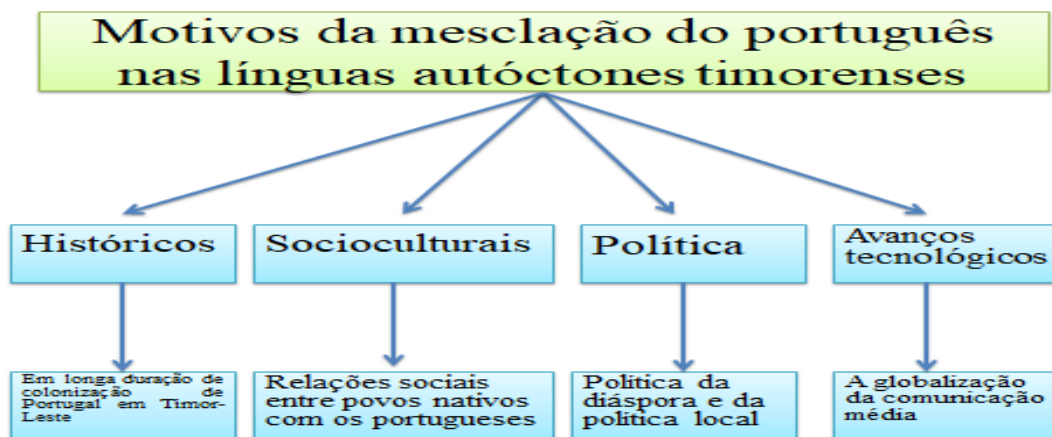 Motivos da mesclação do português
nas línguas autóctones timorenses
Históricos
Socioculturais
Política
Avanços
tecnológicos
Em longa duração de
colonização de
Portugal em Timor-
Leste
Relações sociais
entre povos nativos
com os portugueses
Política da
diáspora e da
política local
A globalização
da comunicação
média